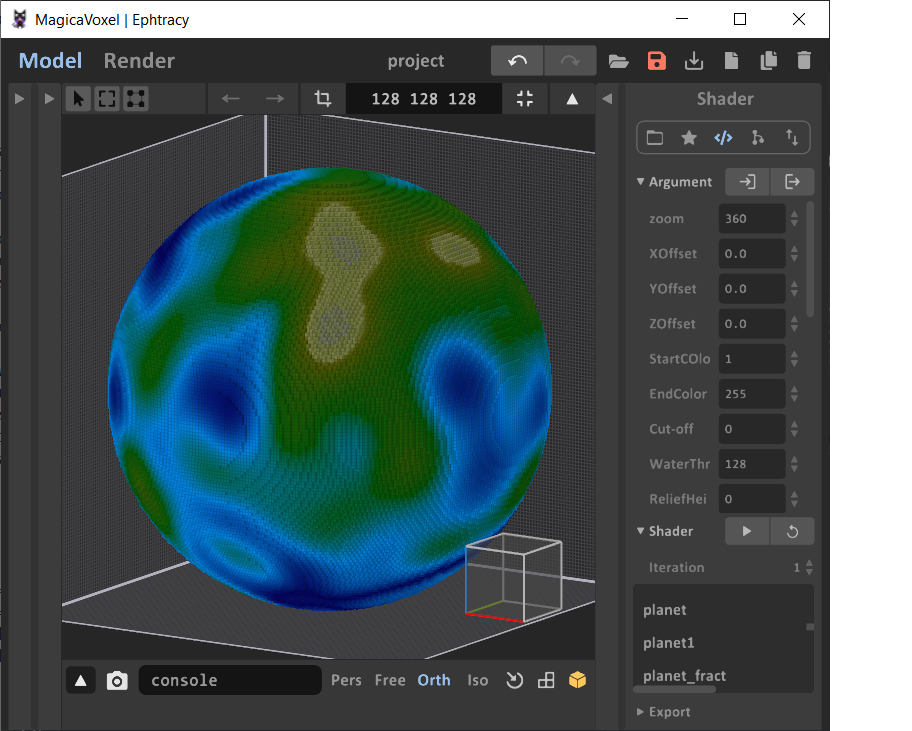 MagicaVoxel | Ephtracy
Model Render project
128 128 128
Shader
Argument
zoom 360
XOffset 0.0
YOffset 0.0
ZOffset 0.0
StartCOlo 1
EndColor 255
Cut-off 0
WaterThr 128
ReliefHei 0
Shader
Iteration 1
planet
planet1
planet_fract
Export
console Pers Free Orth Iso